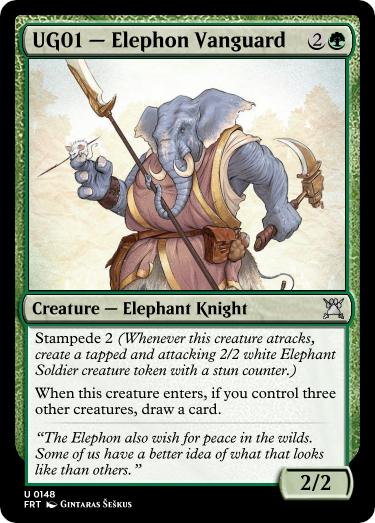 UG01 — Elephon Vanguard 2
Creature — Elephant Knight
Stampede 2 (Whenever this creature atracks,
create a tapped and attacking 2/2 white Elephant
Soldier creature token with a stun counter.)
When this creature enters, if you control three
other creatures, draw a card.
“The Elephon also wish for peace in the wilds.
Some of us have a better idea of what that looks
like than others.”
2/2
U 0148
FRT Gintaras Šeškus